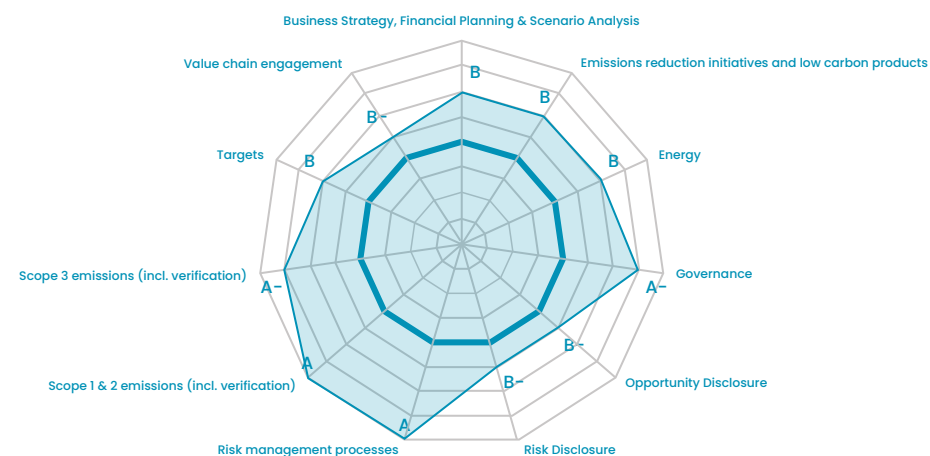 Business Strategy, Financial Planning & Scenario Analysis
Value chain engagement
Emissions reduction initiatives and low carbon products
B
B
B-
Targets
B
B
Energy
Scope 3 emissions (incl. verification)
A-
Governance
A-
B-
A
Scope 1 & 2 emissions (incl. verification)
B-
Opportunity Disclosure
A
Risk management processes
Risk Disclosure